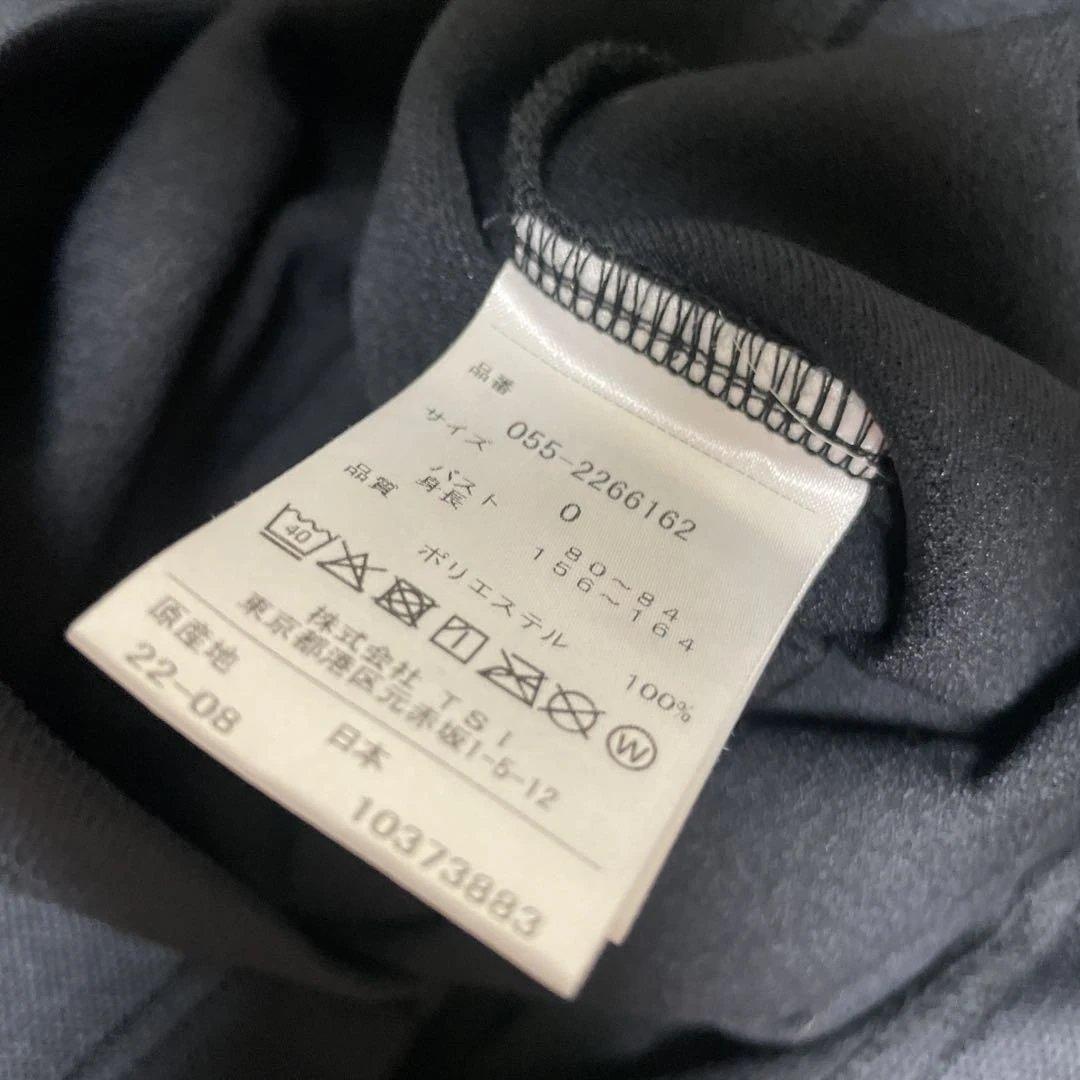 品番 055-2266162
サイズ 0
バスト 80～84
身長 156～164
品質 ポリエステル 100%
40 W
株式会社 TSI
東京都港区元赤坂1-5-12
原産地 日本
22-08 10373883